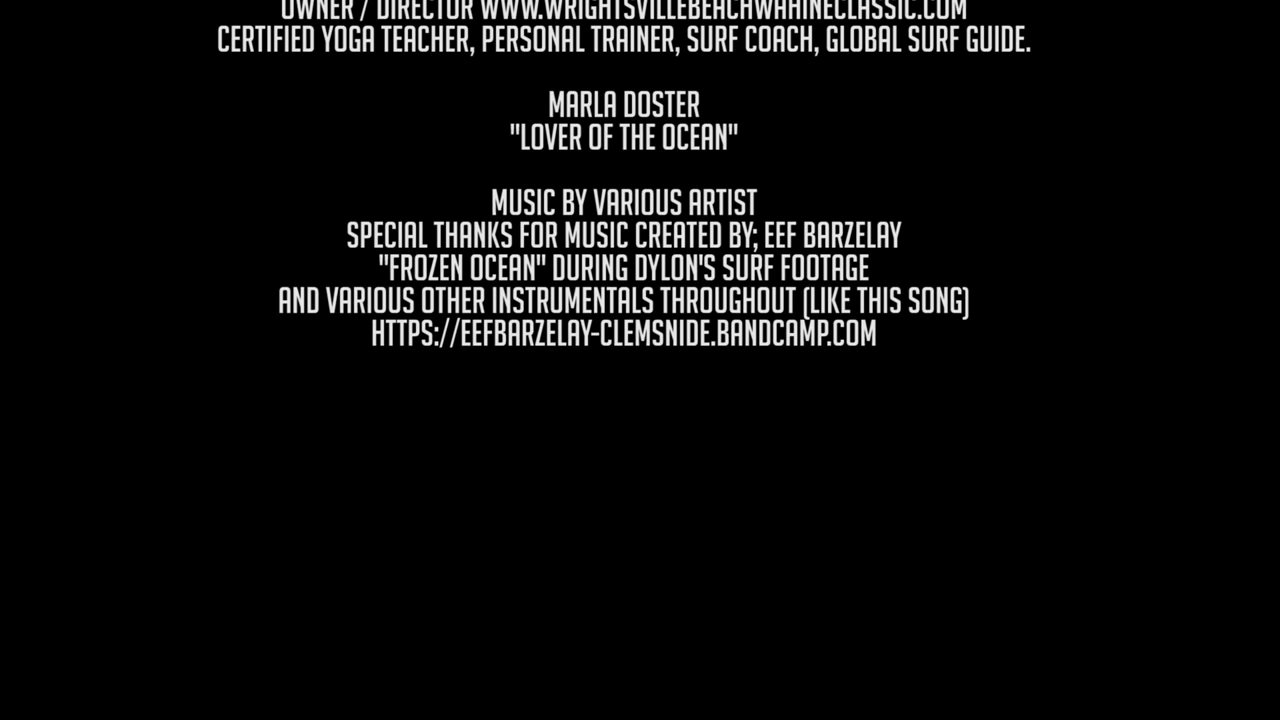 OWNER / DIRECTOR WWW.WRIGHTSVILLEBEACHWAHINECLASSIC.COM
CERTIFIED YOGA TEACHER, PERSONAL TRAINER, SURF COACH, GLOBAL SURF GUIDE.
MARLA DOSTER
"LOVER OF THE OCEAN"
MUSIC BY VARIOUS ARTIST
SPECIAL THANKS FOR MUSIC CREATED BY; EEF BARZELAY
"FROZEN OCEAN" DURING DYLON'S SURF FOOTAGE
AND VARIOUS OTHER INSTRUMENTALS THROUGHOUT (LIKE THIS SONG)
HTTPS://EEFBARZELAY-CLEMSNIDE.BANDCAMP.COM